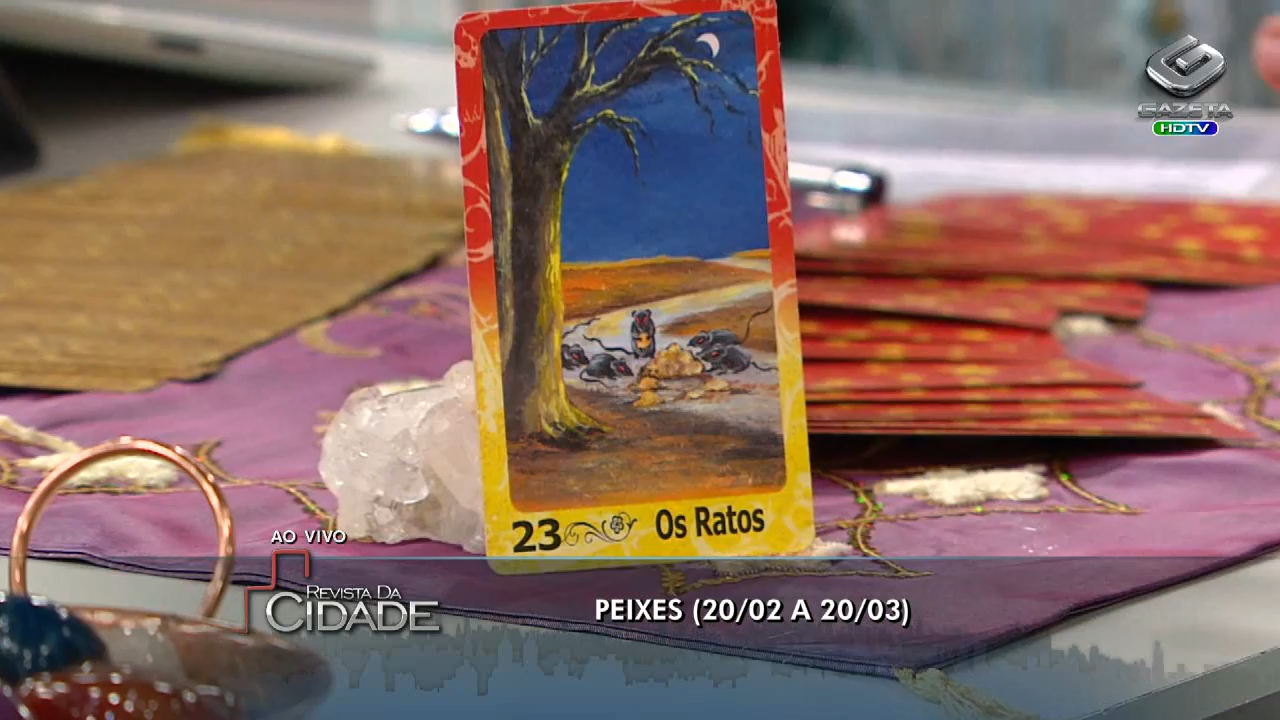 GAZETA
HDTV
23 Os Ratos
AO VIVO
REVISTA DA
CIDADE
PEIXES (20/02 A 20/03)